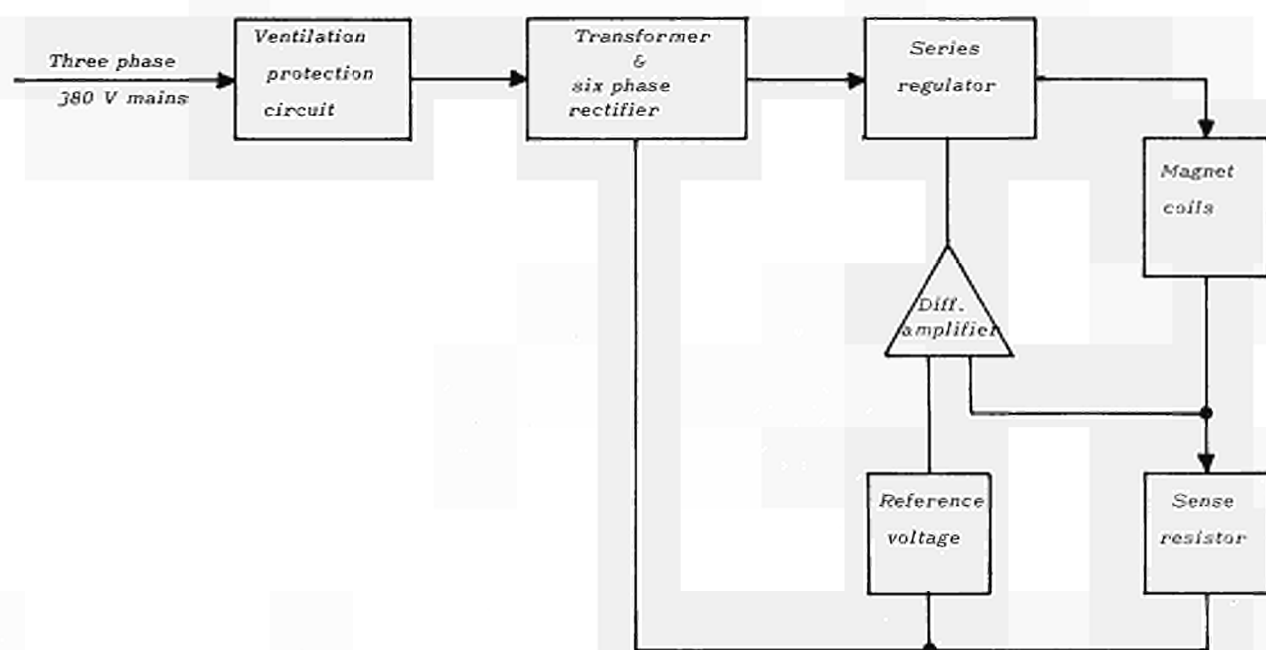 Three phase
380 V mains
Ventilation
protection
circuit
Transformer
&
six phase
rectifier
Series
regulator
Magnet
coils
Diff.
amplifier
Reference
voltage
Sense
resistor